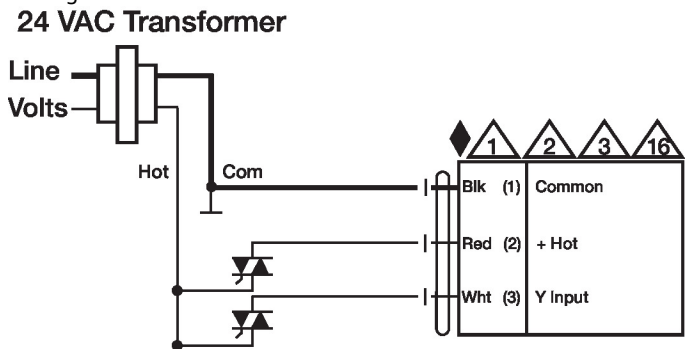 24 VAC Transformer
Line
Volts
Hot
Com
1 2 3 16
Blk (1) Common
Red (2) + Hot
Wht (3) Y Input